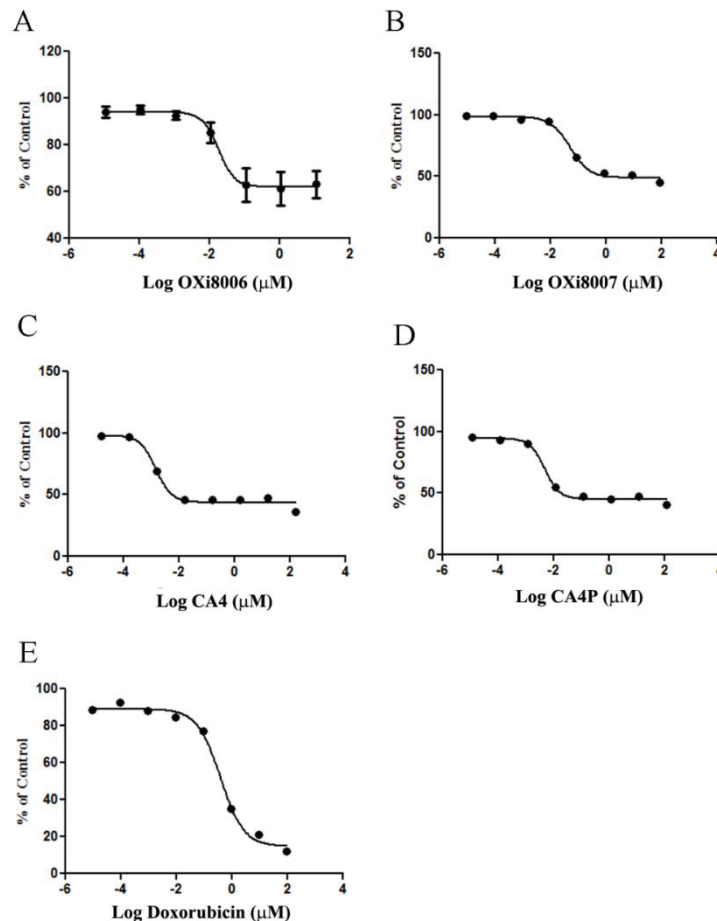 A
120
100
80
60
40
% of Control
-6 -4 -2 0 2
Log OXi8006 (μM)
B
150
100
50
0
% of Control
-6 -4 -2 0 2 4
Log OXi8007 (μM)
C
150
100
50
0
% of Control
-6 -4 -2 0 2 4
Log CA4 (μM)
D
150
100
50
0
% of Control
-6 -4 -2 0 2
Log CA4P (μM)
E
100
80
60
40
20
0
% of Control
-6 -4 -2 0 2 4
Log Doxorubicin (μM)